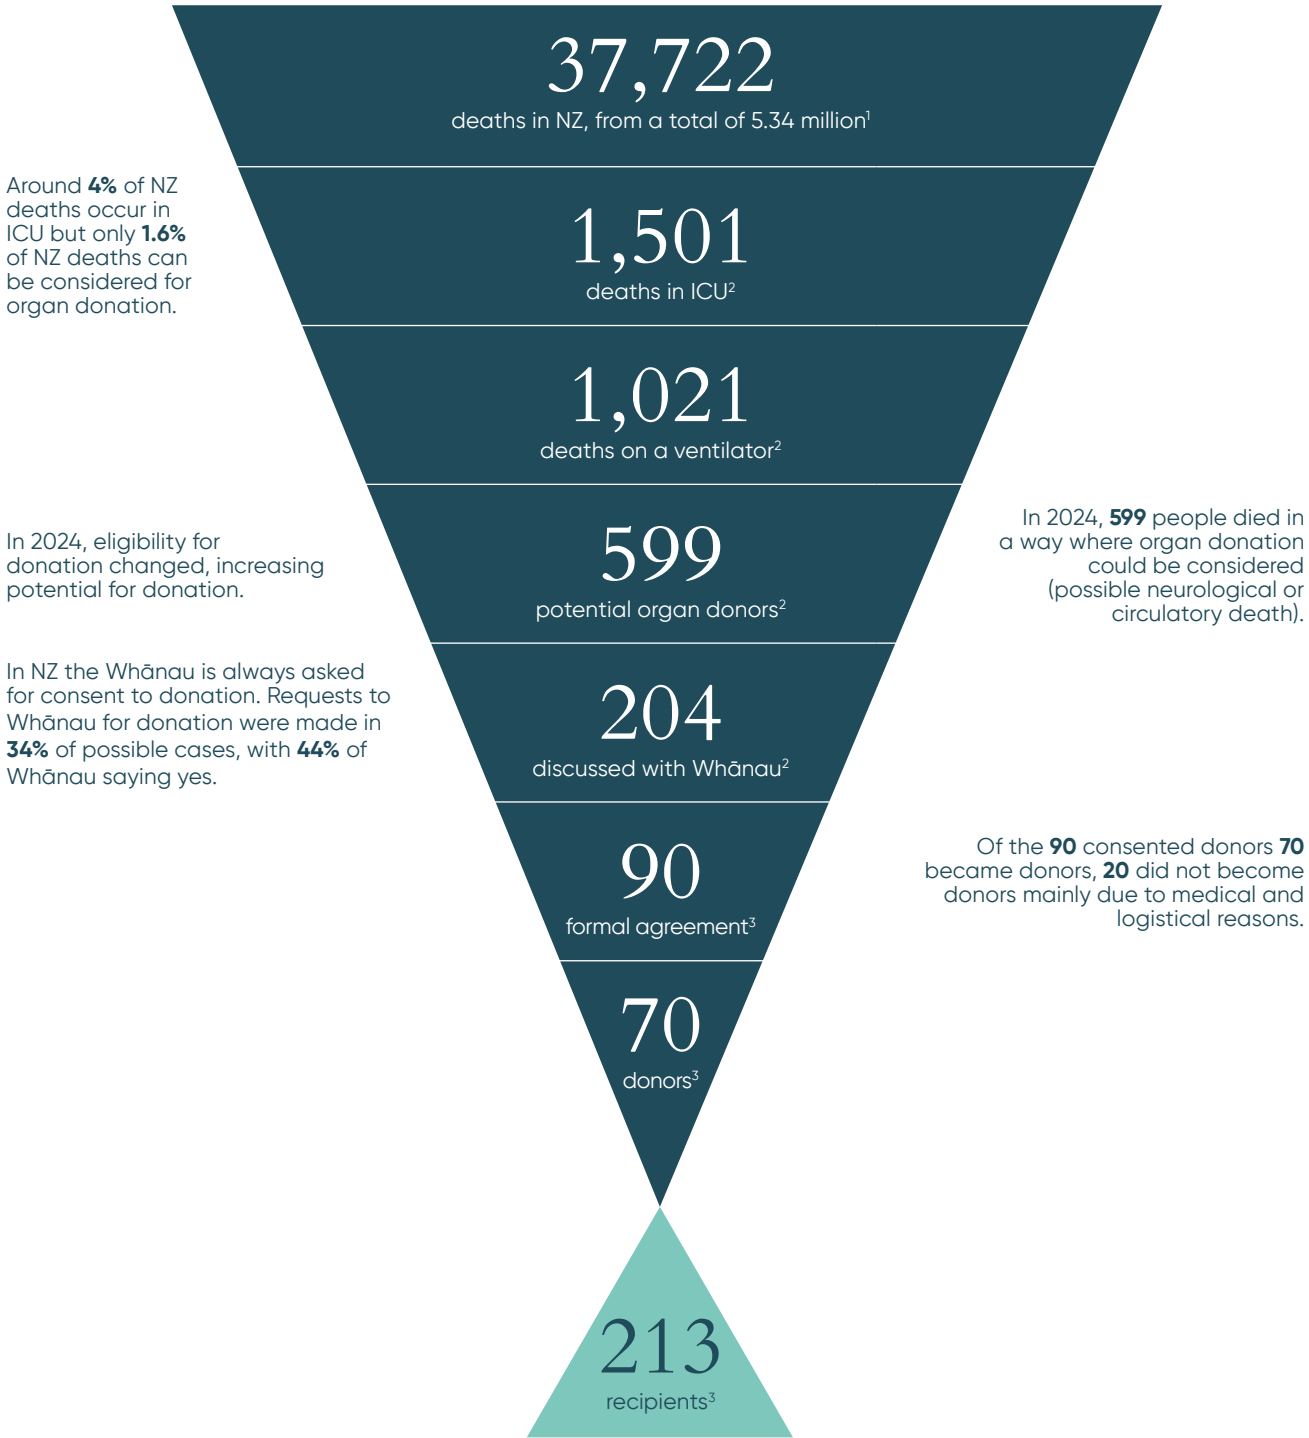 37,722
deaths in NZ, from a total of 5.34 million¹
Around 4% of NZ
deaths occur in
ICU but only 1.6%
of NZ deaths can
be considered for
organ donation.
1,501
deaths in ICU²
1,021
deaths on a ventilator²
In 2024, eligibility for
donation changed, increasing
potential for donation.
599
potential organ donors²
In 2024, 599 people died in
a way where organ donation
could be considered
(possible neurological or
circulatory death).
In NZ the Whānau is always asked
for consent to donation. Requests to
Whānau for donation were made in
34% of possible cases, with 44% of
Whānau saying yes.
204
discussed with Whānau²
90
formal agreement³
Of the 90 consented donors 70
became donors, 20 did not become
donors mainly due to medical and
logistical reasons.
70
donors³
213
recipients³